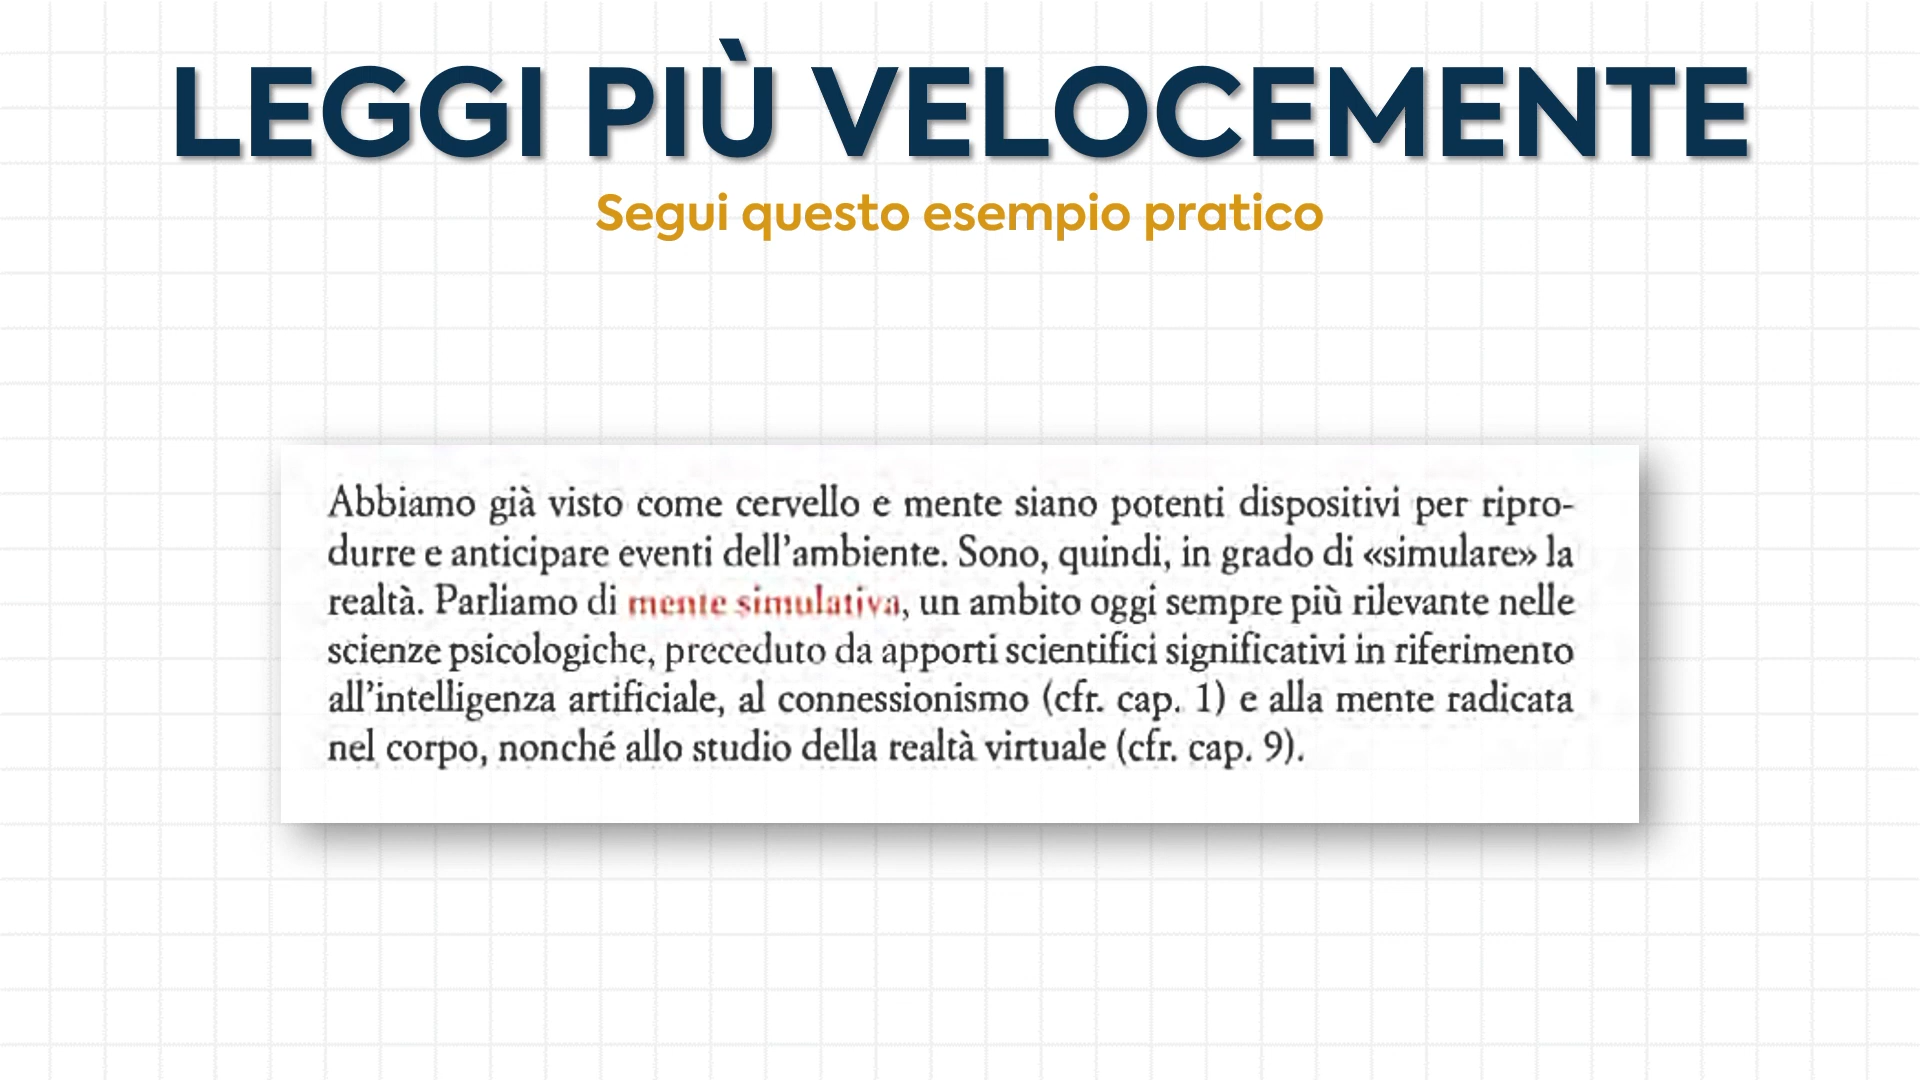 LEGGI PIÙ VELOCEMENTE
Segui questo esempio pratico
Abbiamo già visto come cervello e mente siano potenti dispositivi per ripro-
durre e anticipare eventi dell'ambiente. Sono, quindi, in grado di «simulare» la
realtà. Parliamo di mente simulativa, un ambito oggi sempre più rilevante nelle
scienze psicologiche, preceduto da apporti scientifici significativi in riferimento
all'intelligenza artificiale, al connessionismo (cfr. cap. 1) e alla mente radicata
nel corpo, nonché allo studio della realtà virtuale (cfr. cap. 9).